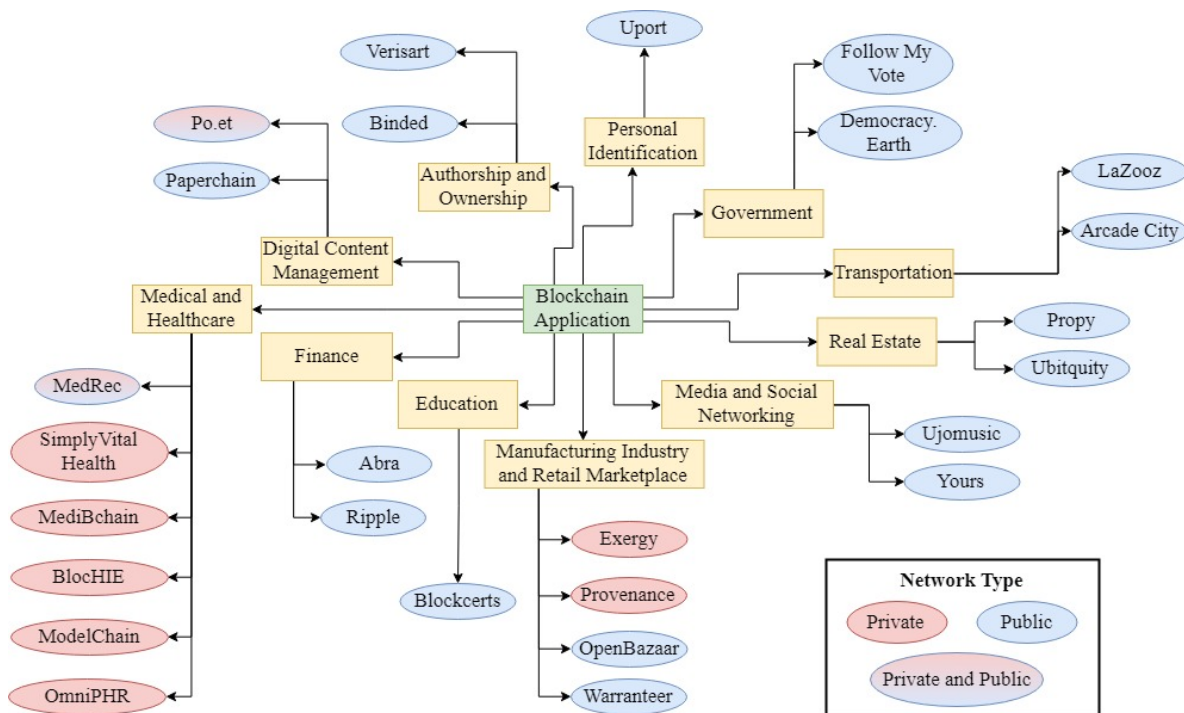 Uport
Verisart
Follow My
Vote
Po.et
Binded
Personal
Identification
Democracy.
Earth
Paperchain
Authorship and
Ownership
LaZooz
Government
Arcade City
Digital Content
Management
Transportation
Medical and
Healthcare
Blockchain
Application
Propy
Real Estate
Finance
Ubitquity
MedRec
Education
Media and Social
Networking
SimplyVital
Health
Ujomusic
Abra
Manufacturing Industry
and Retail Marketplace
Yours
MediBchain
Ripple
Exergy
BlocHIE
Network Type
Blockcerts
Provenance
Private
Public
ModelChain
OpenBazaar
Private and Public
OmniPHR
Warranteer